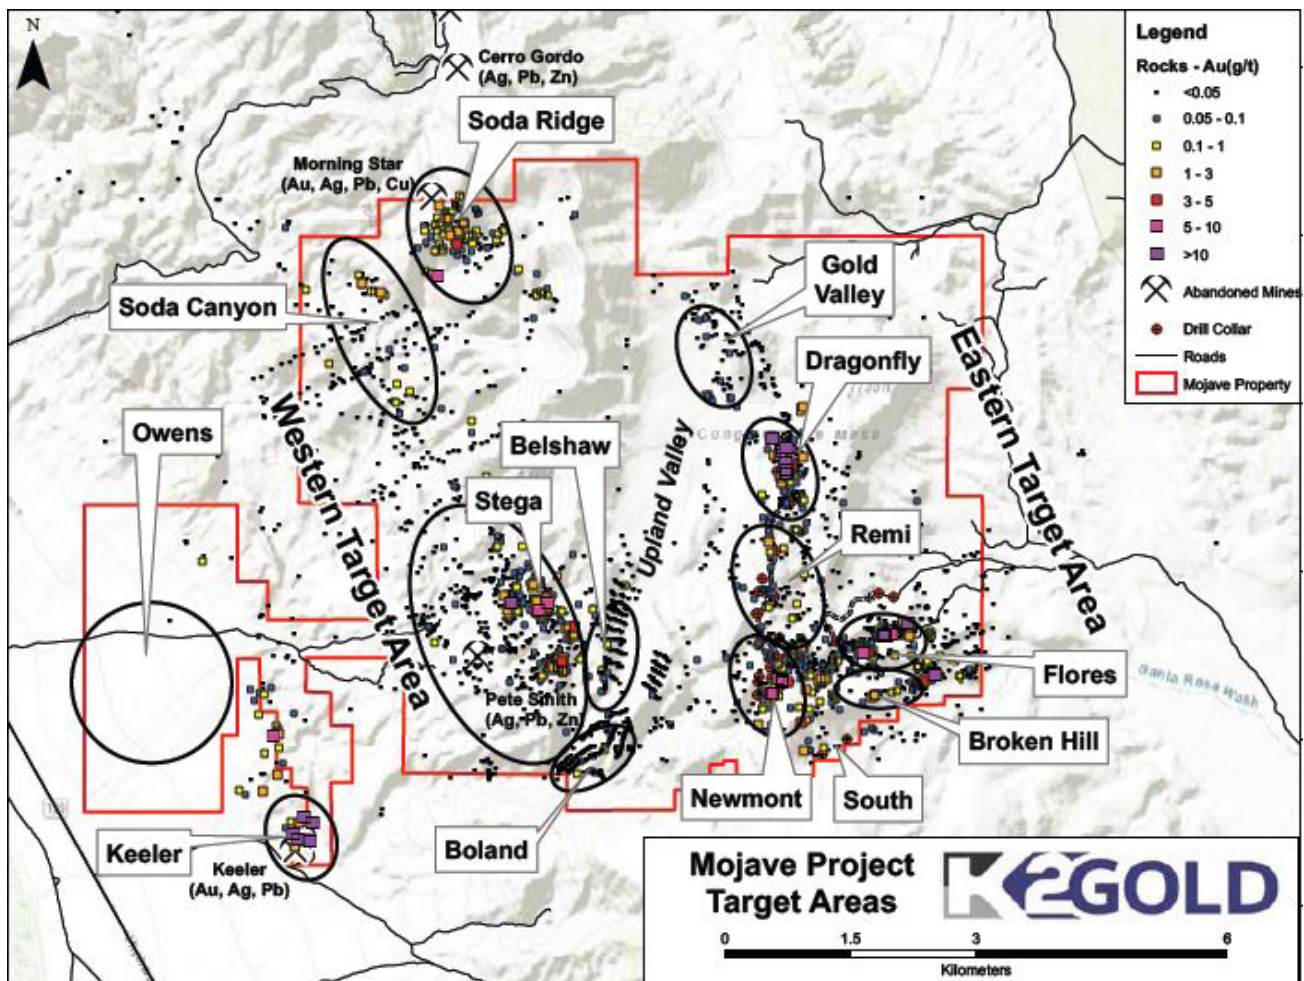 N
Cerro Gordo
(Ag, Pb, Zn)
Soda Ridge
Morning Star
(Au, Ag, Pb, Cu)
Soda Canyon
Gold
Valley
Dragonfly
Owens
Belshaw
Stega
Remi
Western Target Area
Upland Valley
Eastern Target Area
Pete Smith
(Ag, Pb, Zn)
Flores
Santa Rosa Wash
Broken Hill
Newmont
South
Boland
Keeler
Keeler
(Au, Ag, Pb)
Legend
Rocks - Au(g/t)
<0.05
0.05 - 0.1
0.1 - 1
1 - 3
3 - 5
5 - 10
>10
Abandoned Mines
Drill Collar
Roads
Mojave Property
Mojave Project
Target Areas
K2GOLD
0 1.5 3 6
Kilometers